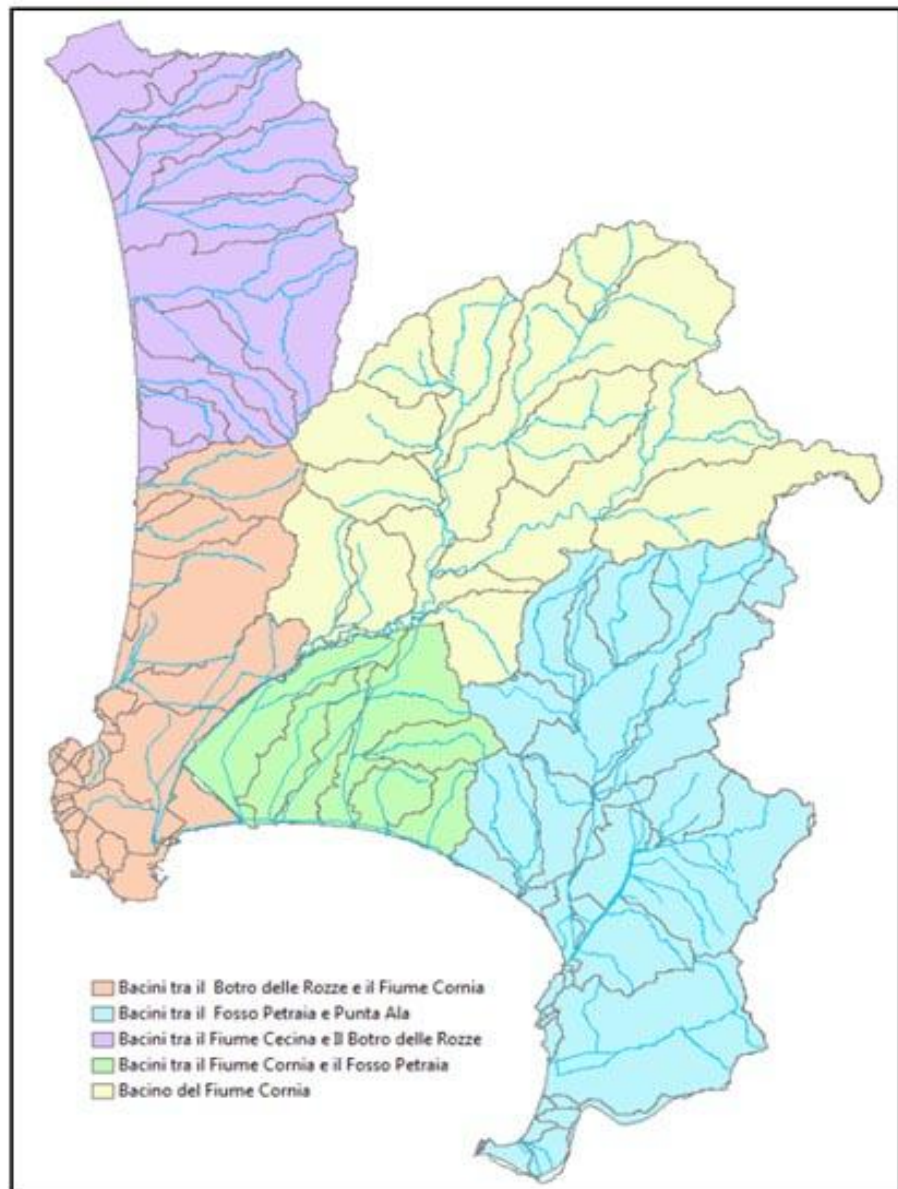 Bacini tra il Botro delle Rozze e il Fiume Cornia
Bacini tra il Fosso Petraia e Punta Ala
Bacini tra il Fiume Cecina e Il Botro delle Rozze
Bacini tra il Fiume Cornia e il Fosso Petraia
Bacino del Fiume Cornia